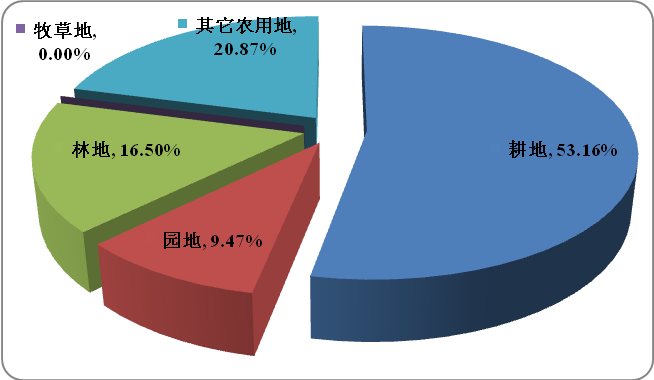 牧草地,
0.00%
其它农用地,
20.87%
林地, 16.50%
耕地, 53.16%
园地, 9.47%